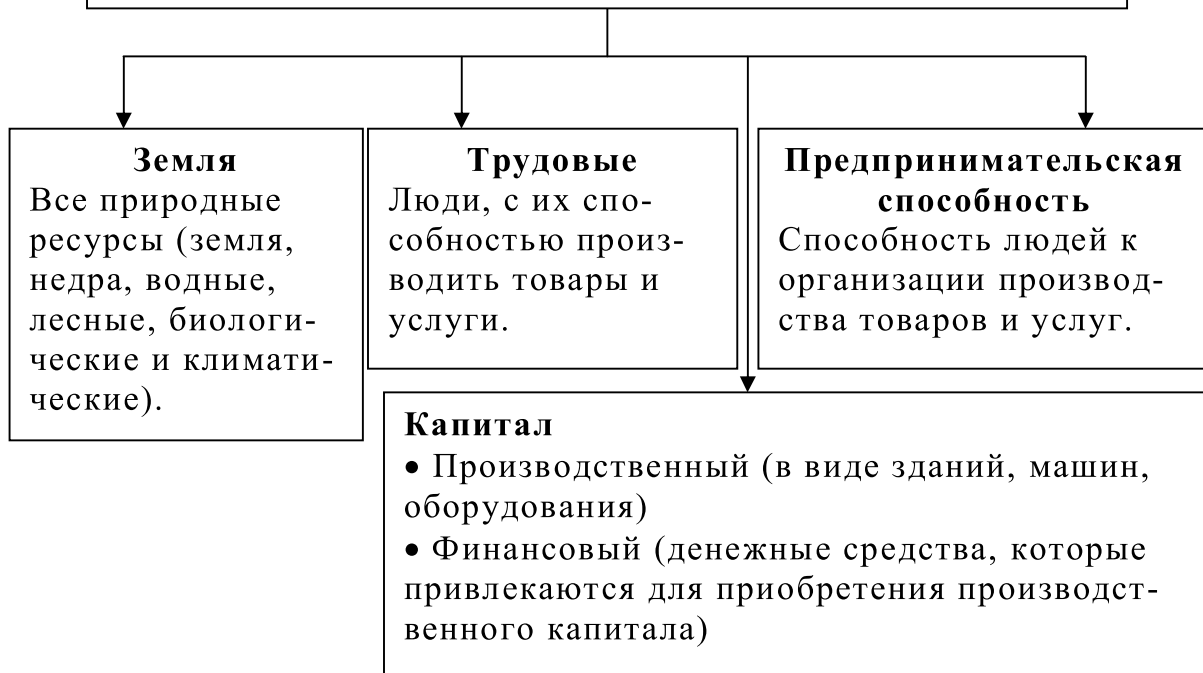 Земля
Все природные
ресурсы (земля,
недра, водные,
лесные, биологи-
ческие и климати-
ческие).
Трудовые
Люди, с их спо-
собностью произ-
водить товары и
услуги.
Предпринимательская
способность
Способность людей к
организации производ-
ства товаров и услуг.
Капитал
• Производственный (в виде зданий, машин,
оборудования)
• Финансовый (денежные средства, которые
привлекаются для приобретения производст-
венного капитала)